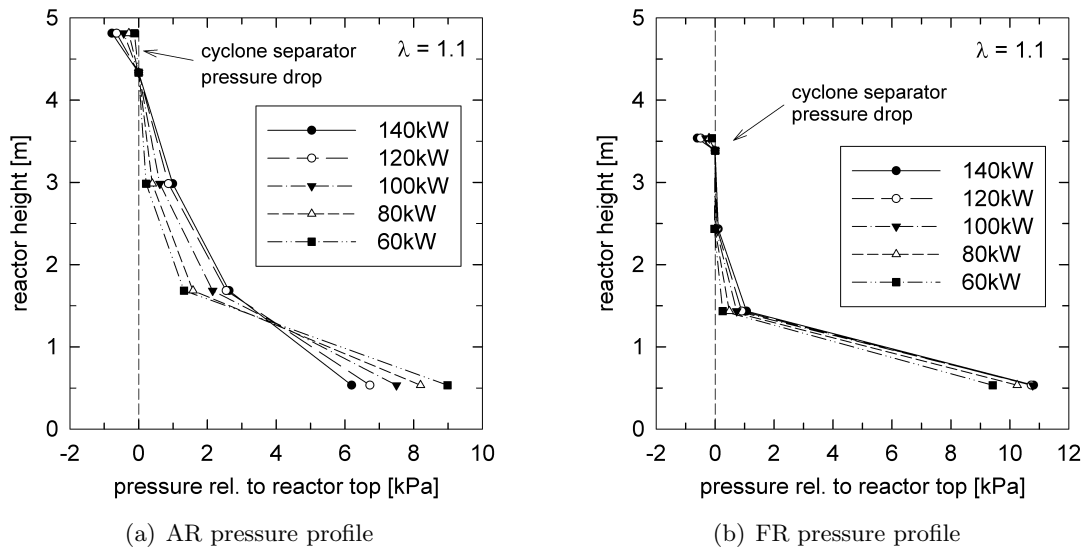 5
4
3
2
1
0
reactor height [m]
-2 0 2 4 6 8 10
pressure rel. to reactor top [kPa]
cyclone separator
pressure drop
λ = 1.1
140kW
120kW
100kW
80kW
60kW
(a) AR pressure profile
5
4
3
2
1
0
reactor height [m]
-2 0 2 4 6 8 10 12
pressure rel. to reactor top [kPa]
λ = 1.1
cyclone separator
pressure drop
140kW
120kW
100kW
80kW
60kW
(b) FR pressure profile